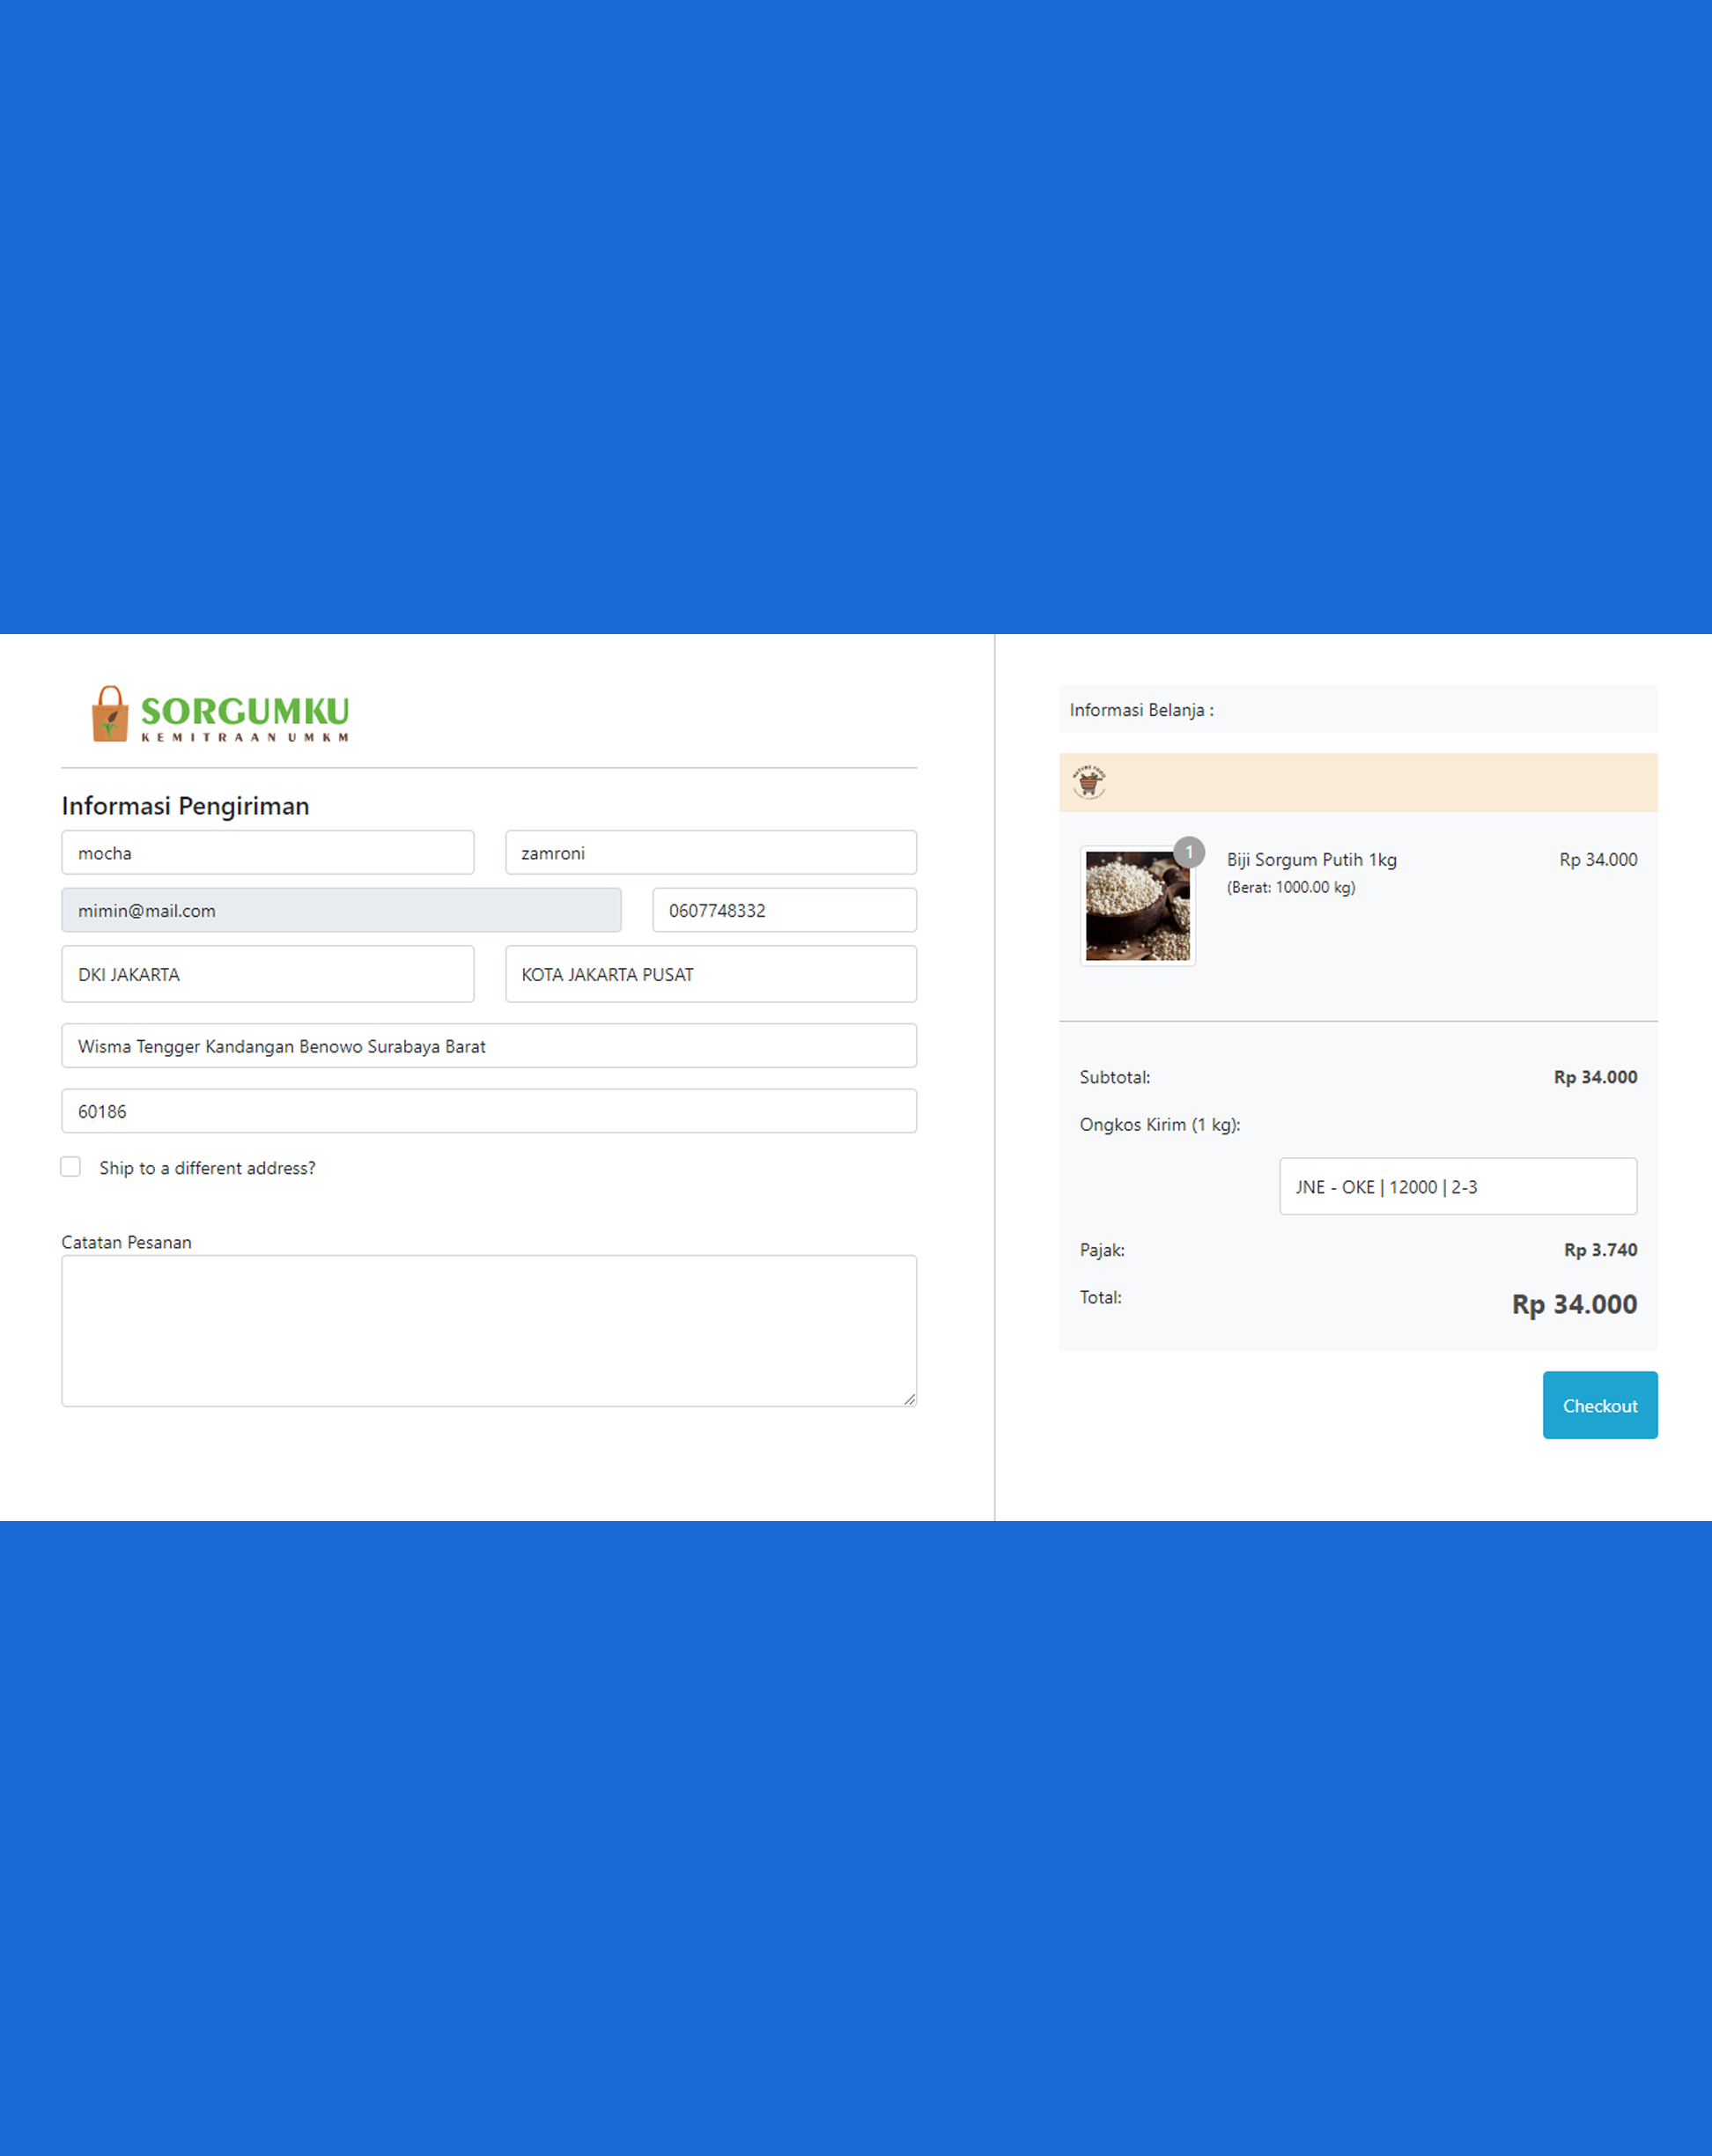 SORGUMKU
KEMITRAAN UMKM
Informasi Pengiriman
mocha
zamroni
mimin@mail.com
0607748332
DKI JAKARTA
KOTA JAKARTA PUSAT
Wisma Tengger Kandangan Benowo Surabaya Barat
60186
Ship to a different address?
Catatan Pesanan
Informasi Belanja :
NATURE FOOD
1
Biji Sorgum Putih 1kg
Rp 34.000
(Berat: 1000.00 kg)
Subtotal:
Rp 34.000
Ongkos Kirim (1 kg):
JNE - OKE | 12000 | 2-3
Pajak:
Rp 3.740
Total:
Rp 34.000
Checkout